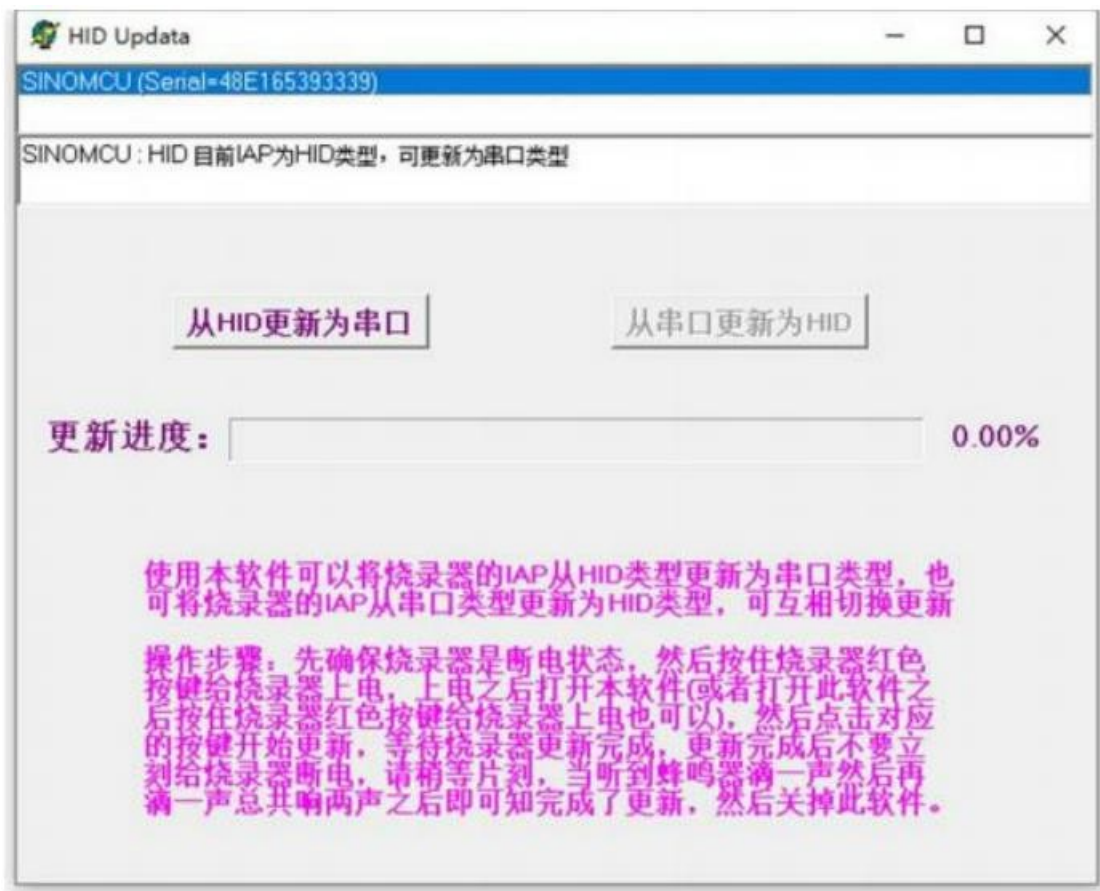 HID Updata
SINOMCU (Serial=48E165393339)
SINOMCU : HID 目前IAP为HID类型，可更新为串口类型
从HID更新为串口
从串口更新为HID
更新进度：
0.00%
使用本软件可以将烧录器的IAP从HID类型更新为串口类型，也
可将烧录器的IAP从串口类型更新为HID类型，可互相切换更新
操作步骤：先确保烧录器是断电状态，然后按住烧录器红色
按键给烧录器上电，上电之后打开本软件(或者打开此软件之
后按住烧录器红色按键给烧录器上电也可以)，然后点击对应
的按键开始更新，等待烧录器更新完成，更新完成后不要立
刻给烧录器断电，请稍等片刻，当听到蜂鸣器滴一声然后再
滴一声总共响两声之后即可知完成了更新，然后关掉此软件。